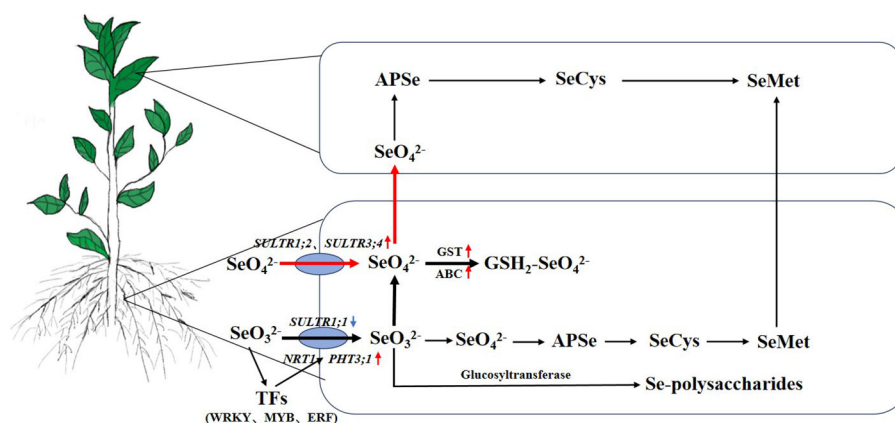 APSe SeCys SeMet
SeO₄²⁻
SULTR1;2、 SULTR3;4
SeO₄²⁻ SeO₄²⁻ GST GSH₂-SeO₄²⁻
ABC
SULTR1;1
SeO₃²⁻ SeO₃²⁻ SeO₄²⁻ APSe SeCys SeMet
NRT1、 PHT3;1
Glucosyltransferase
TFs Se-polysaccharides
(WRKY、MYB、ERF)